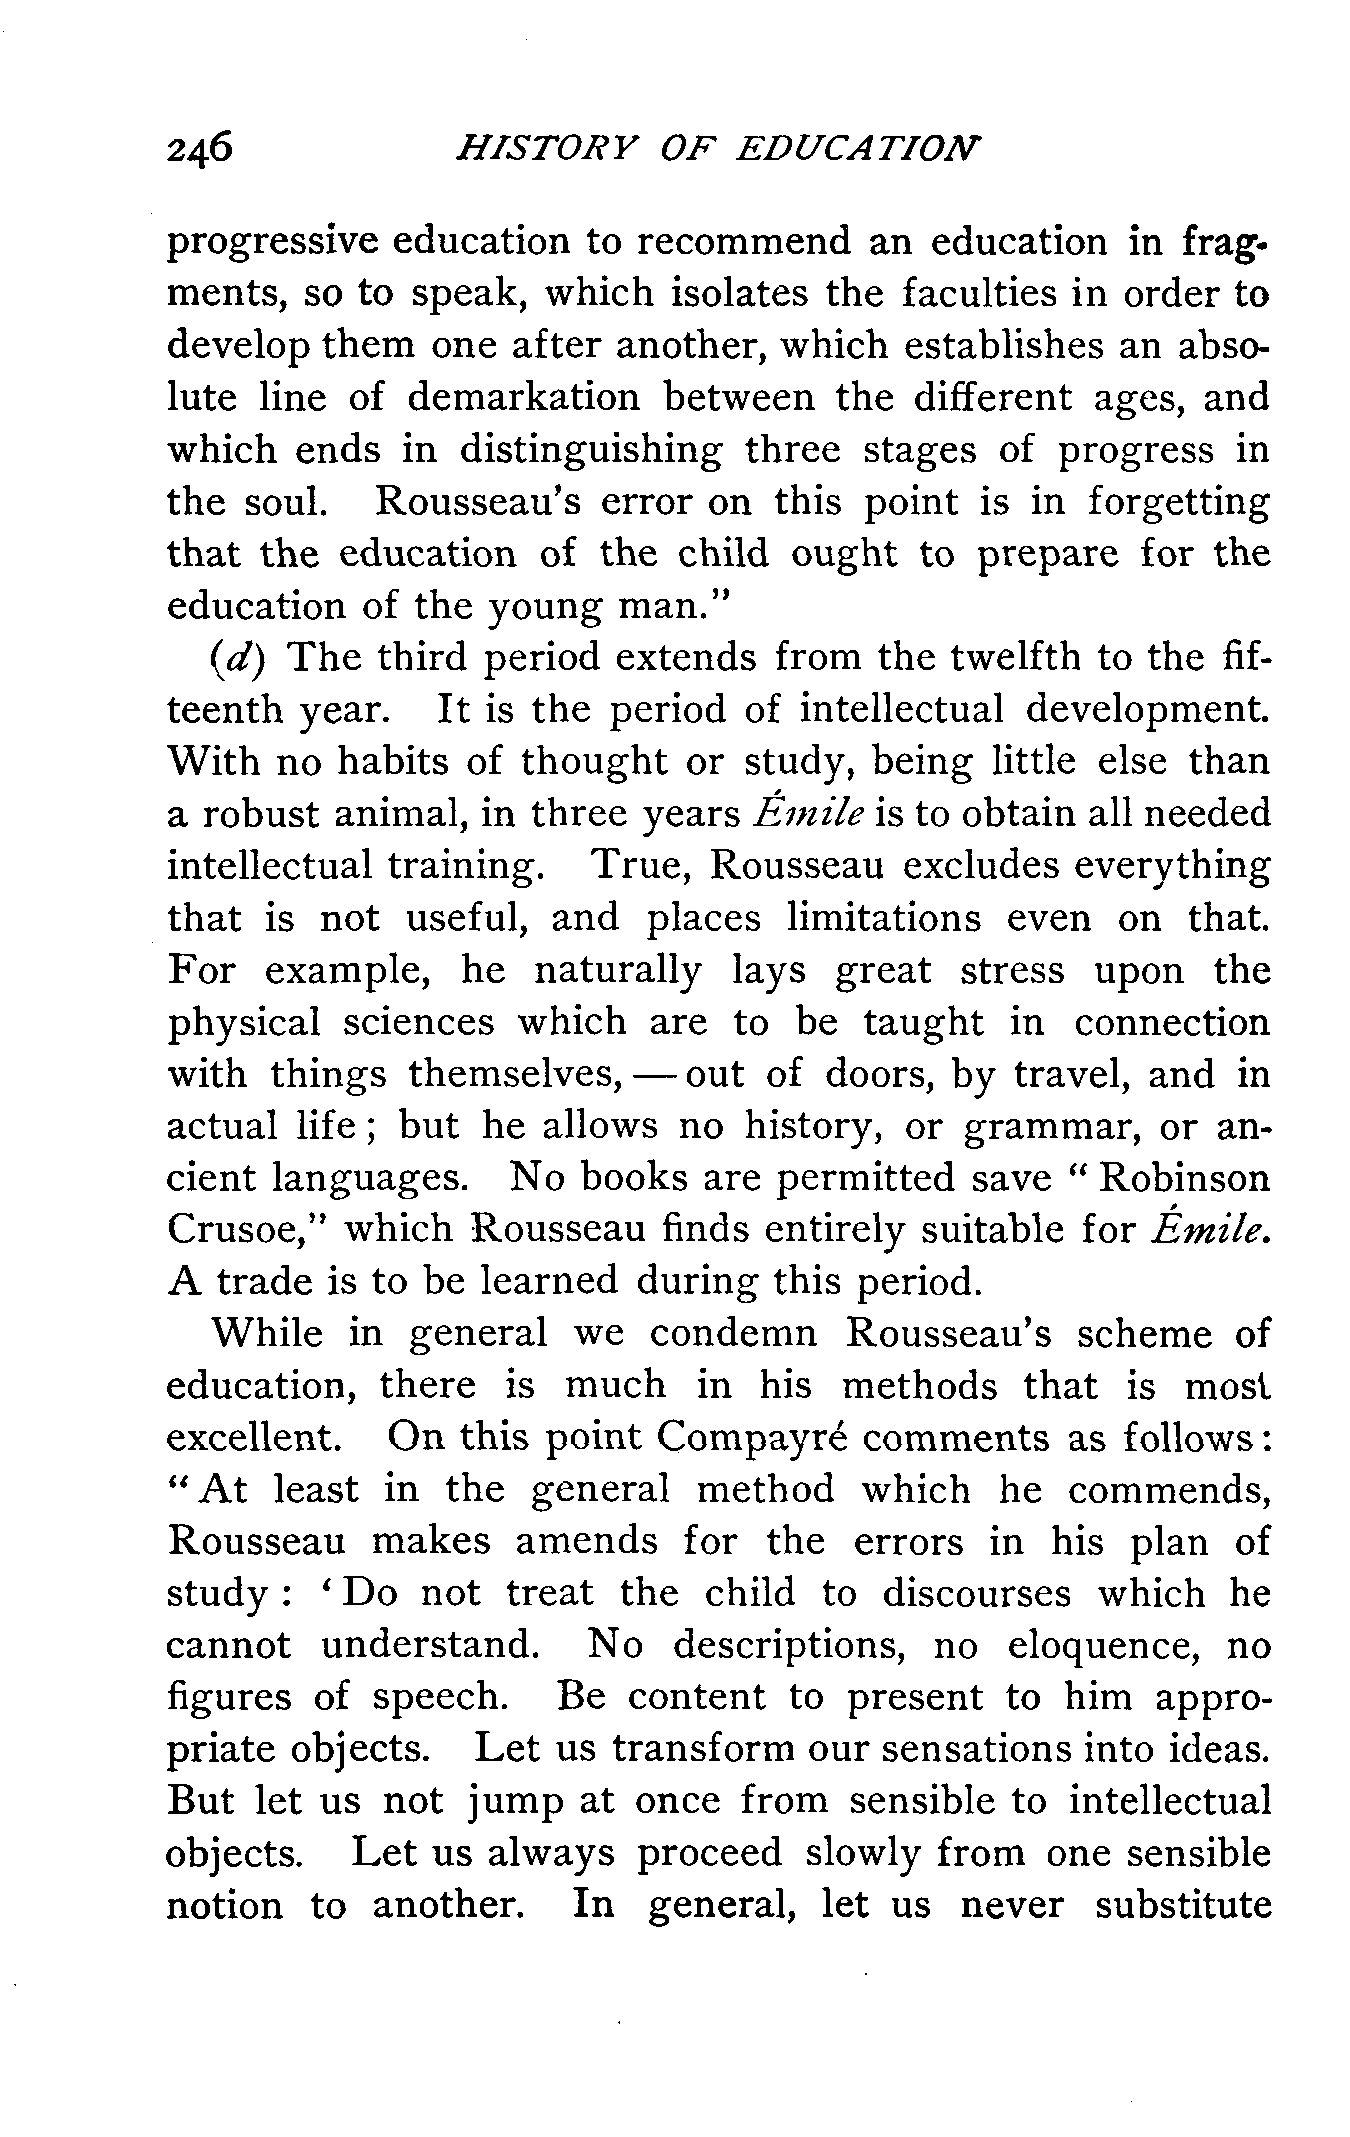 246 HISTORY OF EDUCATION
progressive education to recommend an education in frag-
ments, so to speak, which isolates the faculties in order to
develop them one after another, which establishes an abso-
lute line of demarkation between the different ages, and
which ends in distinguishing three stages of progress in
the soul. Rousseau's error on this point is in forgetting
that the education of the child ought to prepare for the
education of the young man."
(d) The third period extends from the twelfth to the fif-
teenth year. It is the period of intellectual development.
With no habits of thought or study, being little else than
a robust animal, in three years Émile is to obtain all needed
intellectual training. True, Rousseau excludes everything
that is not useful, and places limitations even on that.
For example, he naturally lays great stress upon the
physical sciences which are to be taught in connection
with things themselves, — out of doors, by travel, and in
actual life ; but he allows no history, or grammar, or an-
cient languages. No books are permitted save " Robinson
Crusoe," which Rousseau finds entirely suitable for Émile.
A trade is to be learned during this period.
While in general we condemn Rousseau's scheme of
education, there is much in his methods that is most
excellent. On this point Compayré comments as follows :
" At least in the general method which he commends,
Rousseau makes amends for the errors in his plan of
study : ' Do not treat the child to discourses which he
cannot understand. No descriptions, no eloquence, no
figures of speech. Be content to present to him appro-
priate objects. Let us transform our sensations into ideas.
But let us not jump at once from sensible to intellectual
objects. Let us always proceed slowly from one sensible
notion to another. In general, let us never substitute